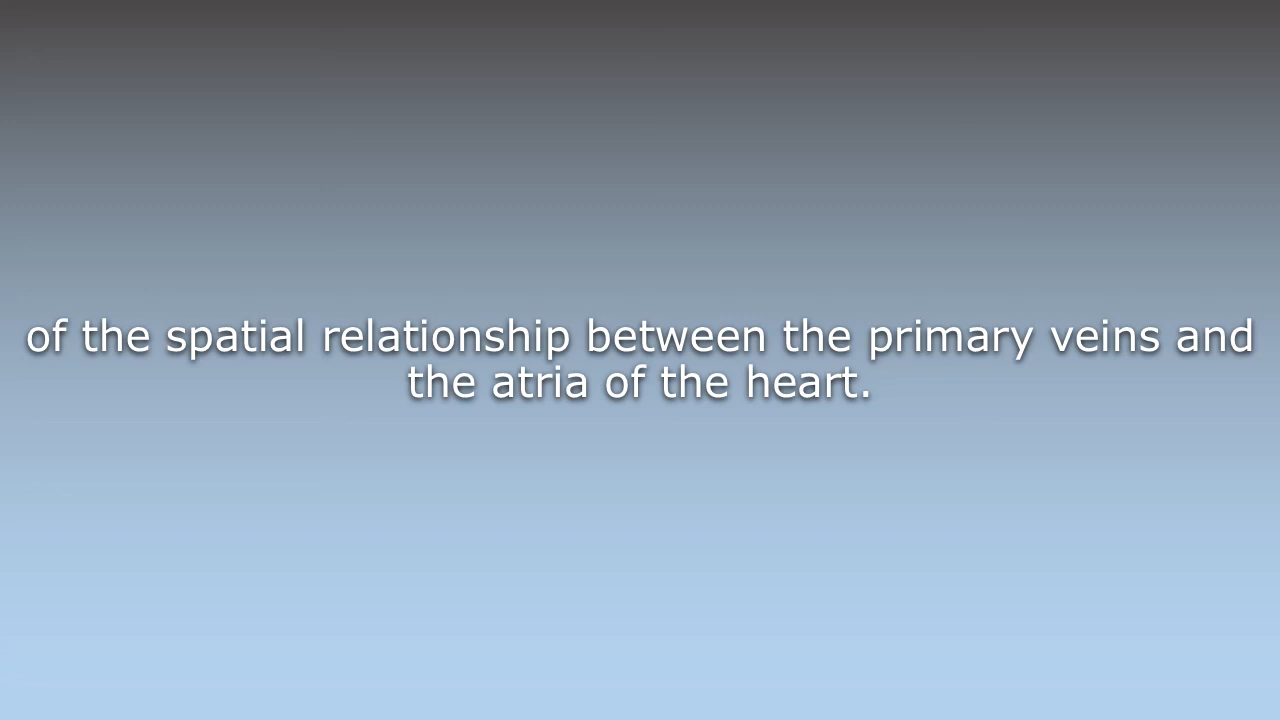 of the spatial relationship between the primary veins and
the atria of the heart.